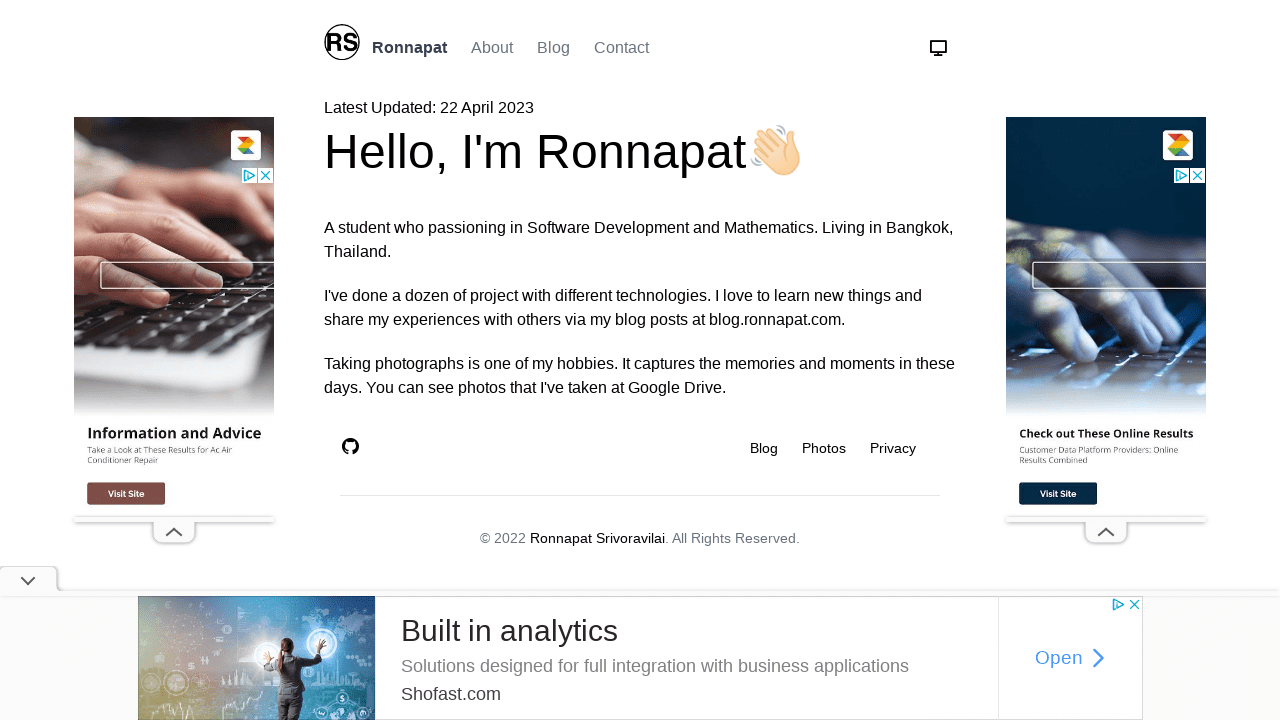 RS
Ronnapat About Blog Contact
Latest Updated: 22 April 2023
Hello, I'm Ronnapat👋🏻
A student who passioning in Software Development and Mathematics. Living in Bangkok,
Thailand.
I've done a dozen of project with different technologies. I love to learn new things and
share my experiences with others via my blog posts at blog.ronnapat.com.
Taking photographs is one of my hobbies. It captures the memories and moments in these
days. You can see photos that I've taken at Google Drive.
Blog Photos Privacy
© 2022 Ronnapat Srivoravilai. All Rights Reserved.
Information and Advice
Take a Look at These Results for Ac Air
Conditioner Repair
Visit Site
Check out These Online Results
Customer Data Platform Providers: Online
Results Combined
Visit Site
Built in analytics
Solutions designed for full integration with business applications
Shofast.com
Open